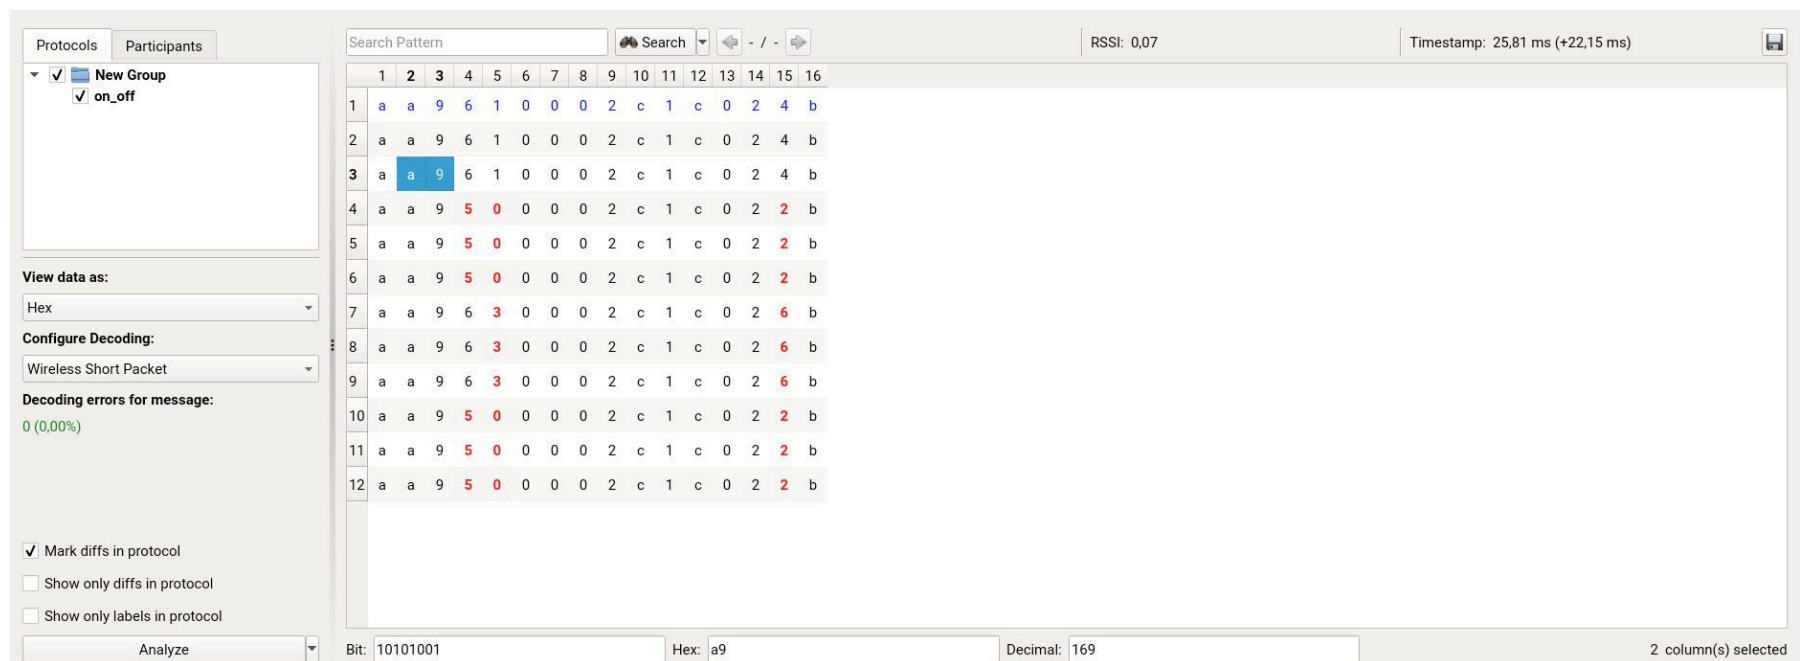 Protocols Participants Search Pattern Search - / - RSSI: 0,07 Timestamp: 25,81 ms (+22,15 ms)
New Group
on_off
1 2 3 4 5 6 7 8 9 10 11 12 13 14 15 16
1 a a 9 6 1 0 0 0 2 c 1 c 0 2 4 b
2 a a 9 6 1 0 0 0 2 c 1 c 0 2 4 b
3 a a 9 6 1 0 0 0 2 c 1 c 0 2 4 b
4 a a 9 5 0 0 0 0 2 c 1 c 0 2 2 b
5 a a 9 5 0 0 0 0 2 c 1 c 0 2 2 b
6 a a 9 5 0 0 0 0 2 c 1 c 0 2 2 b
7 a a 9 6 3 0 0 0 2 c 1 c 0 2 6 b
8 a a 9 6 3 0 0 0 2 c 1 c 0 2 6 b
9 a a 9 6 3 0 0 0 2 c 1 c 0 2 6 b
10 a a 9 5 0 0 0 0 2 c 1 c 0 2 2 b
11 a a 9 5 0 0 0 0 2 c 1 c 0 2 2 b
12 a a 9 5 0 0 0 0 2 c 1 c 0 2 2 b
View data as:
Hex
Configure Decoding:
Wireless Short Packet
Decoding errors for message:
0 (0,00%)
Mark diffs in protocol
Show only diffs in protocol
Show only labels in protocol
Analyze
Bit: 10101001 Hex: a9 Decimal: 169 2 column(s) selected